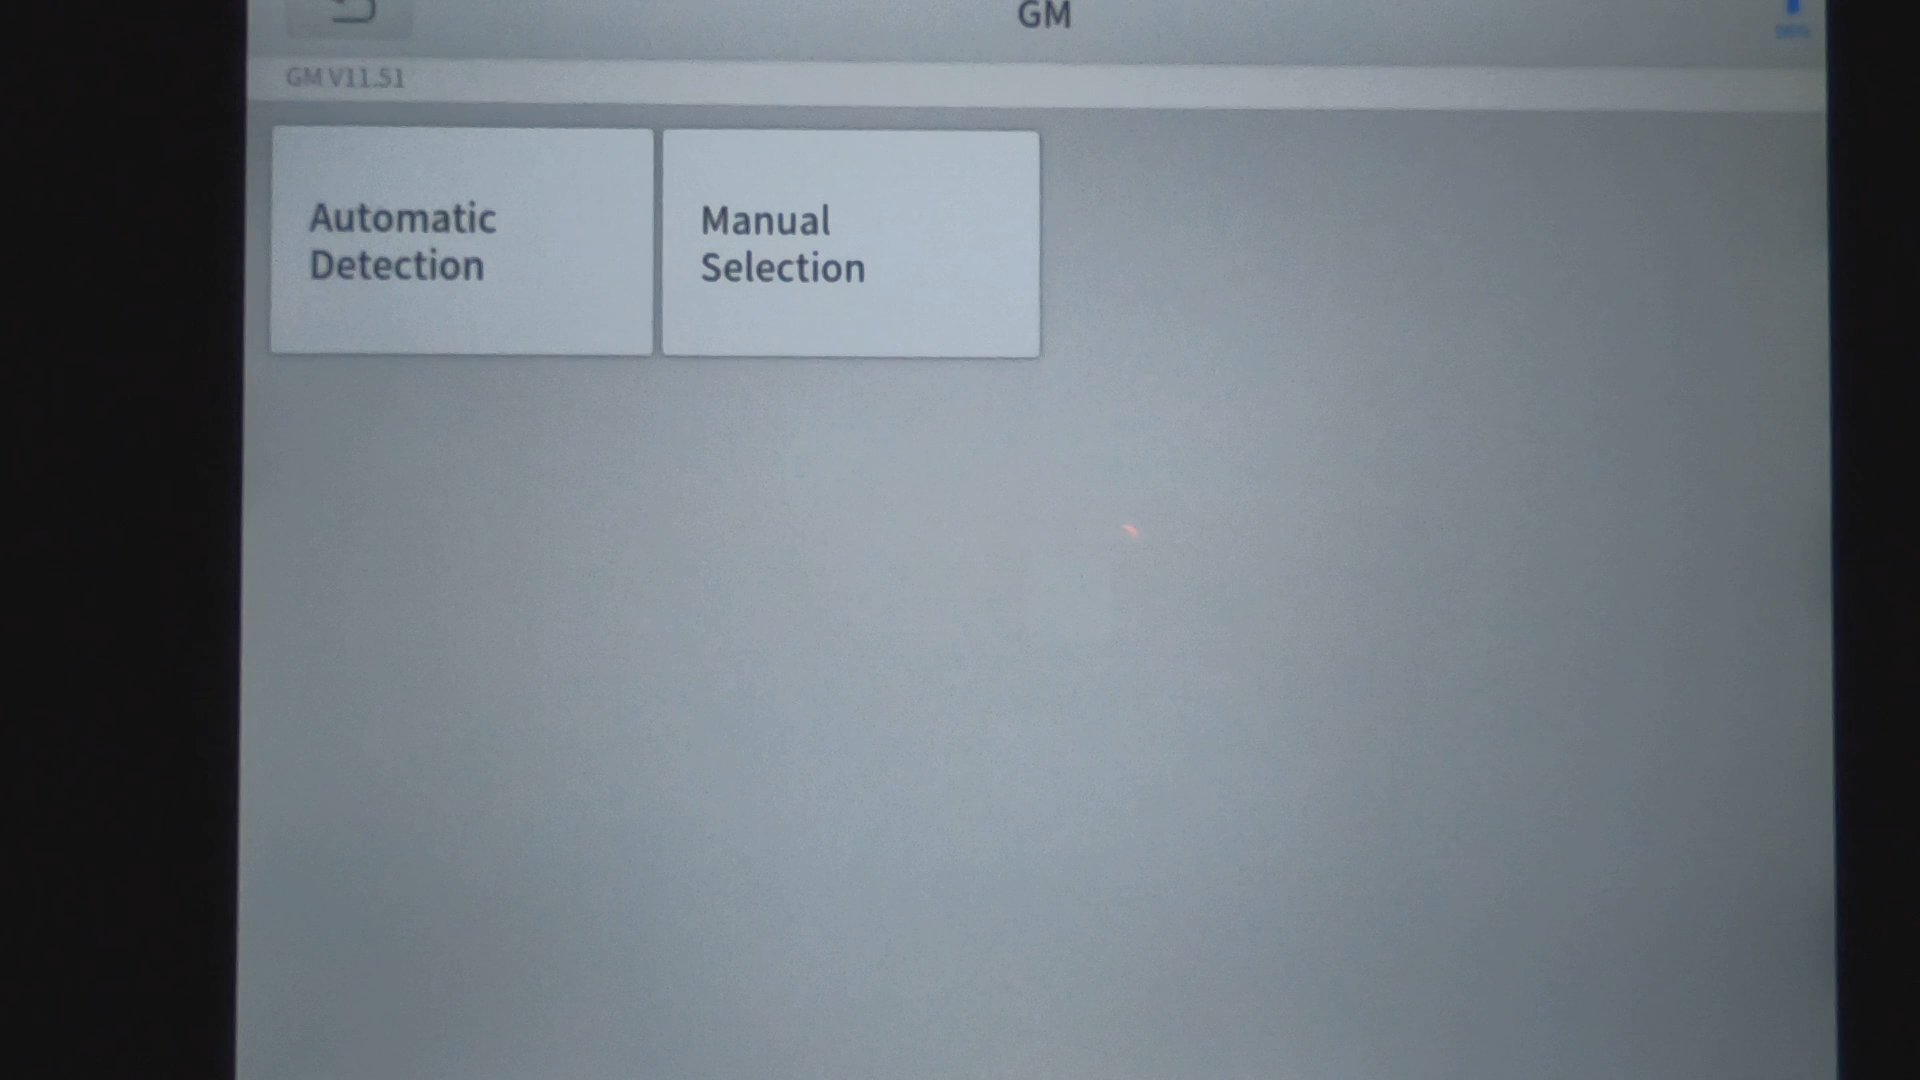 GM
GM V11.51
Automatic
Detection
Manual
Selection